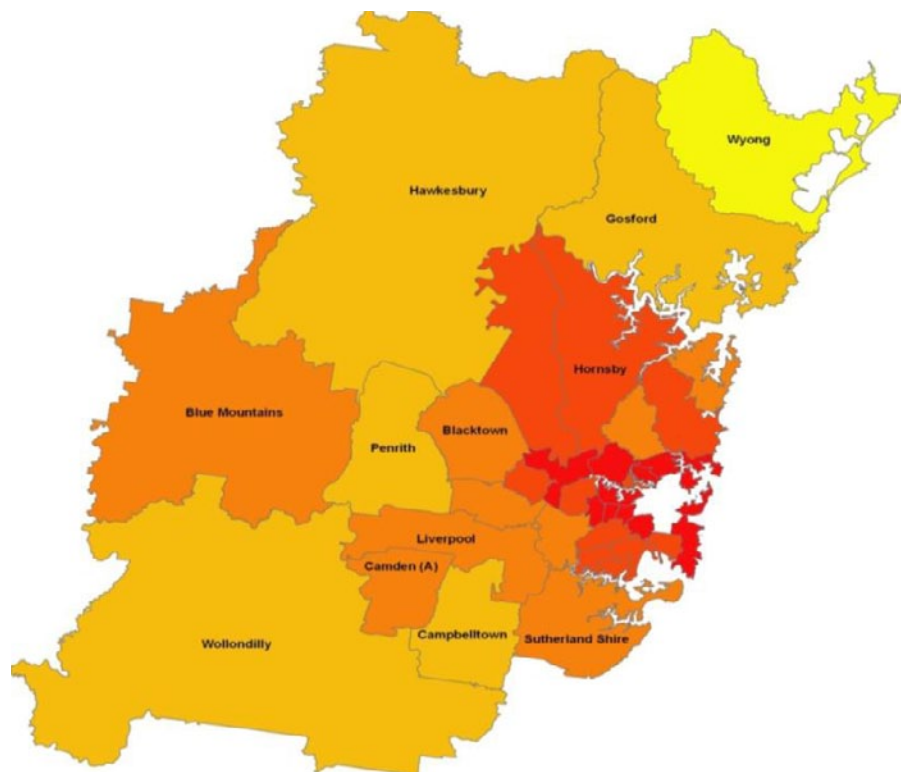 Wyong
Hawkesbury
Gosford
Hornsby
Blue Mountains
Blacktown
Penrith
Liverpool
Camden (A)
Campbelltown
Sutherland Shire
Wollondilly